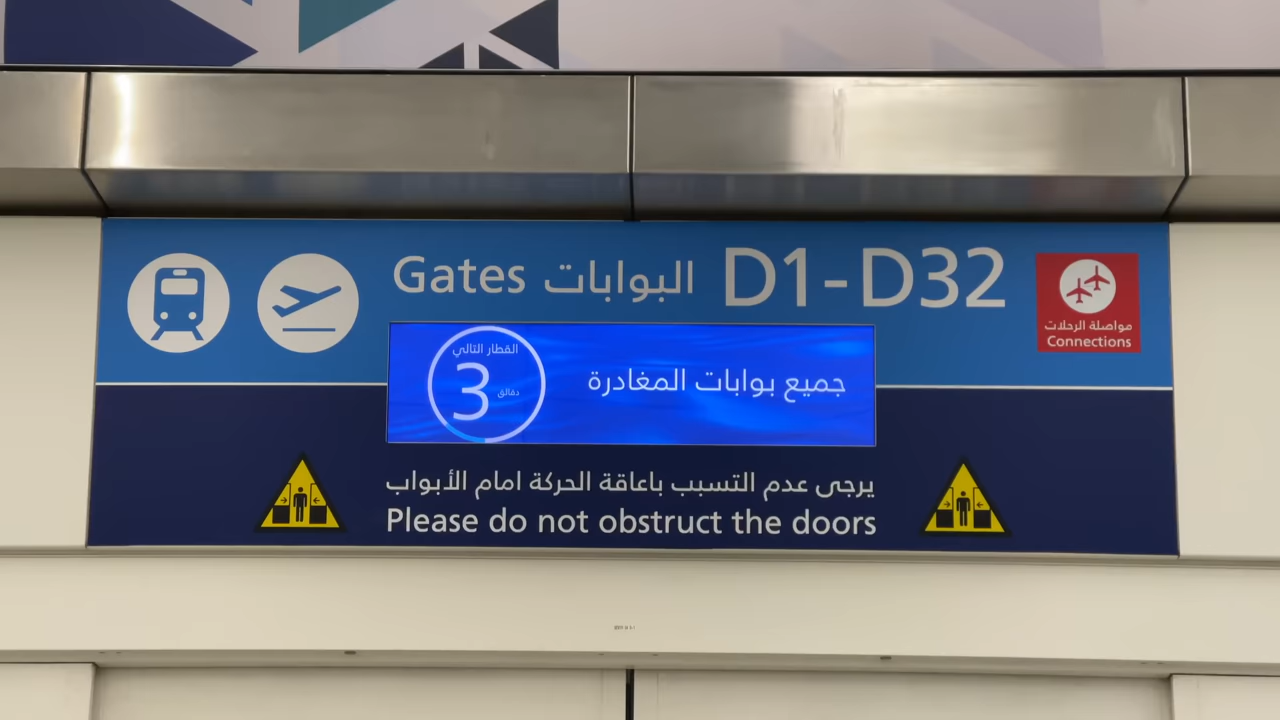 Gates البوابات D1-D32
مواصلة الرحلات
Connections
القطار التالي
3 دقائق
جميع بوابات المغادرة
يرجى عدم التسبب باعاقة الحركة امام الأبواب
Please do not obstruct the doors